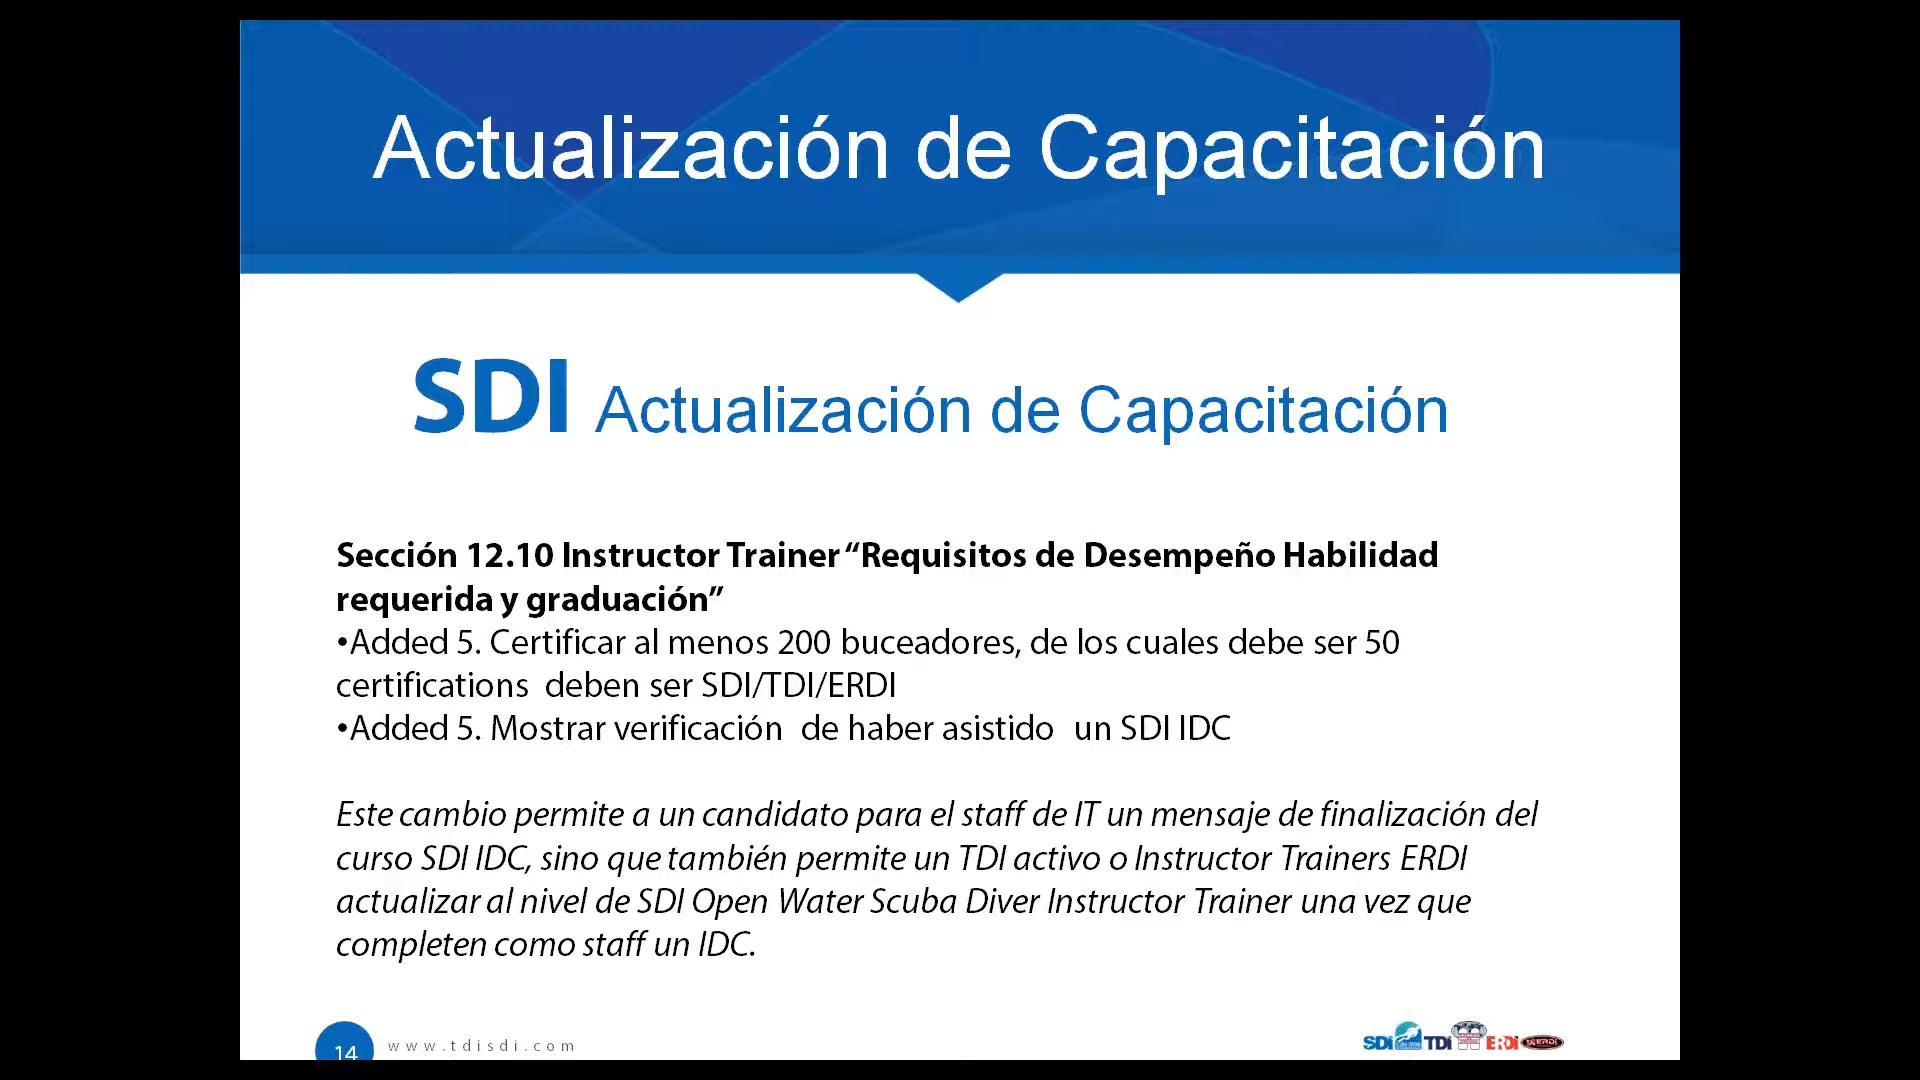 Actualización de Capacitación
SDI Actualización de Capacitación
Sección 12.10 Instructor Trainer “Requisitos de Desempeño Habilidad
requerida y graduación”
•Added 5. Certificar al menos 200 buceadores, de los cuales debe ser 50
certifications deben ser SDI/TDI/ERDI
•Added 5. Mostrar verificación de haber asistido un SDI IDC
Este cambio permite a un candidato para el staff de IT un mensaje de finalización del
curso SDI IDC, sino que también permite un TDI activo o Instructor Trainers ERDI
actualizar al nivel de SDI Open Water Scuba Diver Instructor Trainer una vez que
completen como staff un IDC.
14 www.tdisdi.com SDI TDI ERDI ERDI